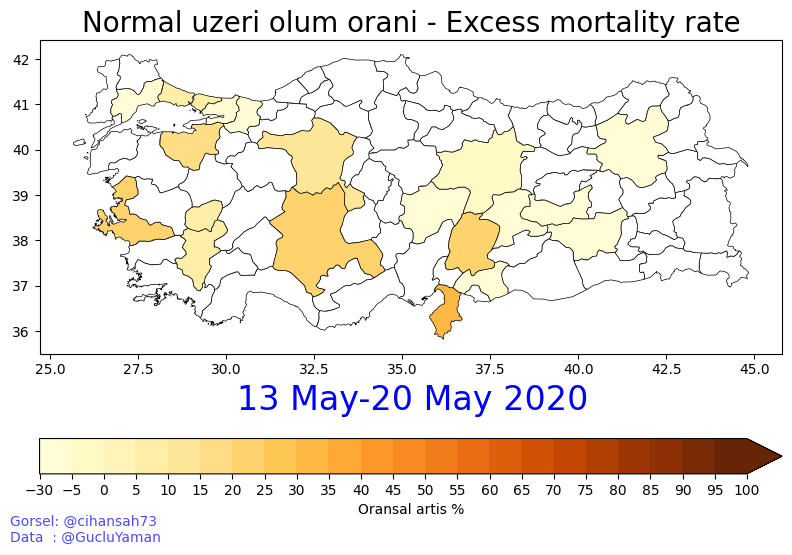 Normal uzeri olum orani - Excess mortality rate
42
41
40
39
38
37
36
25.0 27.5 30.0 32.5 35.0 37.5 40.0 42.5 45.0
13 May-20 May 2020
−30 −5 0 5 10 15 20 25 30 35 40 45 50 55 60 65 70 75 80 85 90 95 100
Oransal artis %
Gorsel: @cihansah73
Data : @GucluYaman